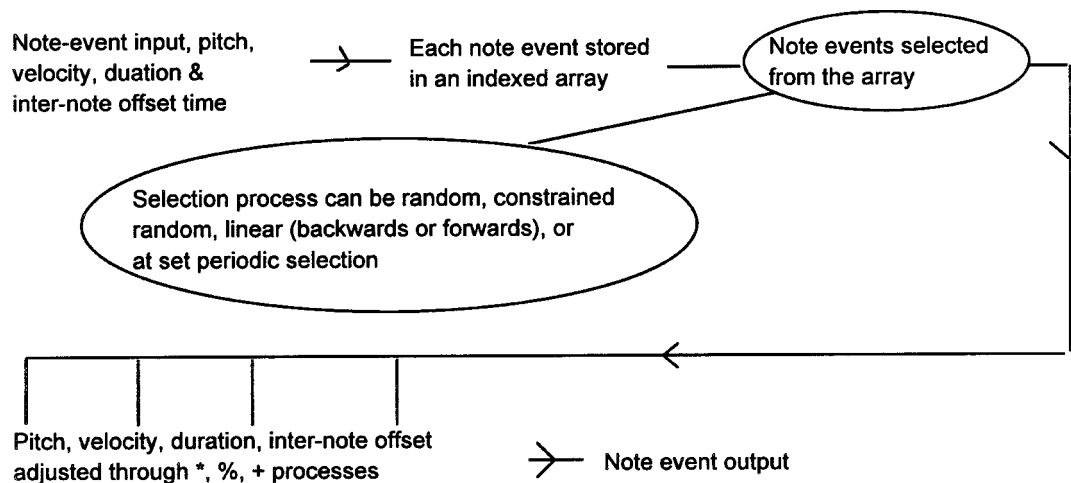 Note-event input, pitch,
velocity, duation &
inter-note offset time
Each note event stored
in an indexed array
Note events selected
from the array
Selection process can be random, constrained
random, linear (backwards or forwards), or
at set periodic selection
Pitch, velocity, duration, inter-note offset
adjusted through *, %, + processes
Note event output